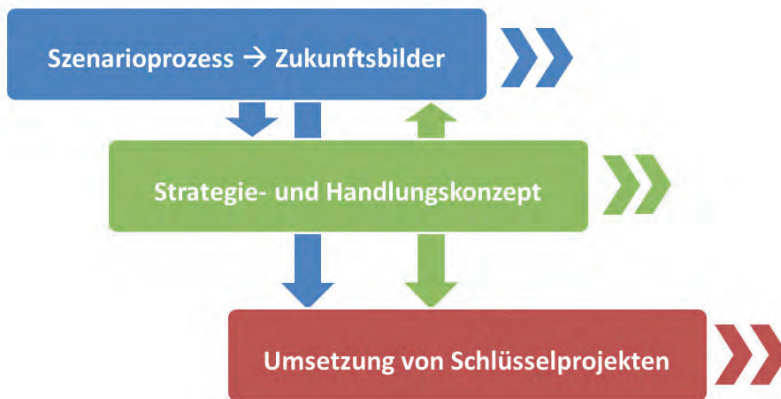 Szenarioprozess → Zukunftsbilder
Strategie- und Handlungskonzept
Umsetzung von Schlüsselprojekten